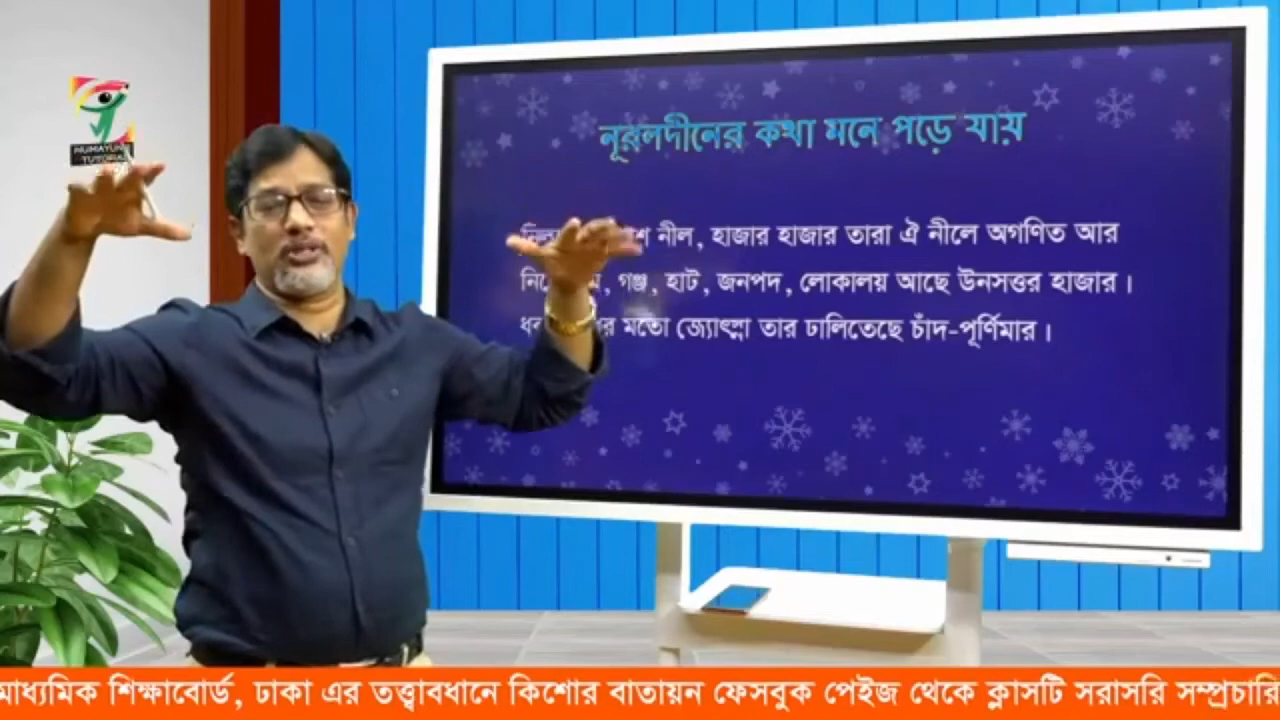 HUMAYUN
TUTORIAL
নূরলদীনের কথা মনে পড়ে যায়
নীল, হাজার হাজার তারা ঐ নীলে অগণিত আর
গঞ্জ, হাট, জনপদ, লোকালয় আছে উনসত্তর হাজার।
মতো জ্যোৎস্না তার ঢালিতেছে চাঁদ-পূর্ণিমার।
মাধ্যমিক শিক্ষাবোর্ড, ঢাকা এর তত্ত্বাবধানে কিশোর বাতায়ন ফেসবুক পেইজ থেকে ক্লাসটি সরাসরি সম্প্রচারি